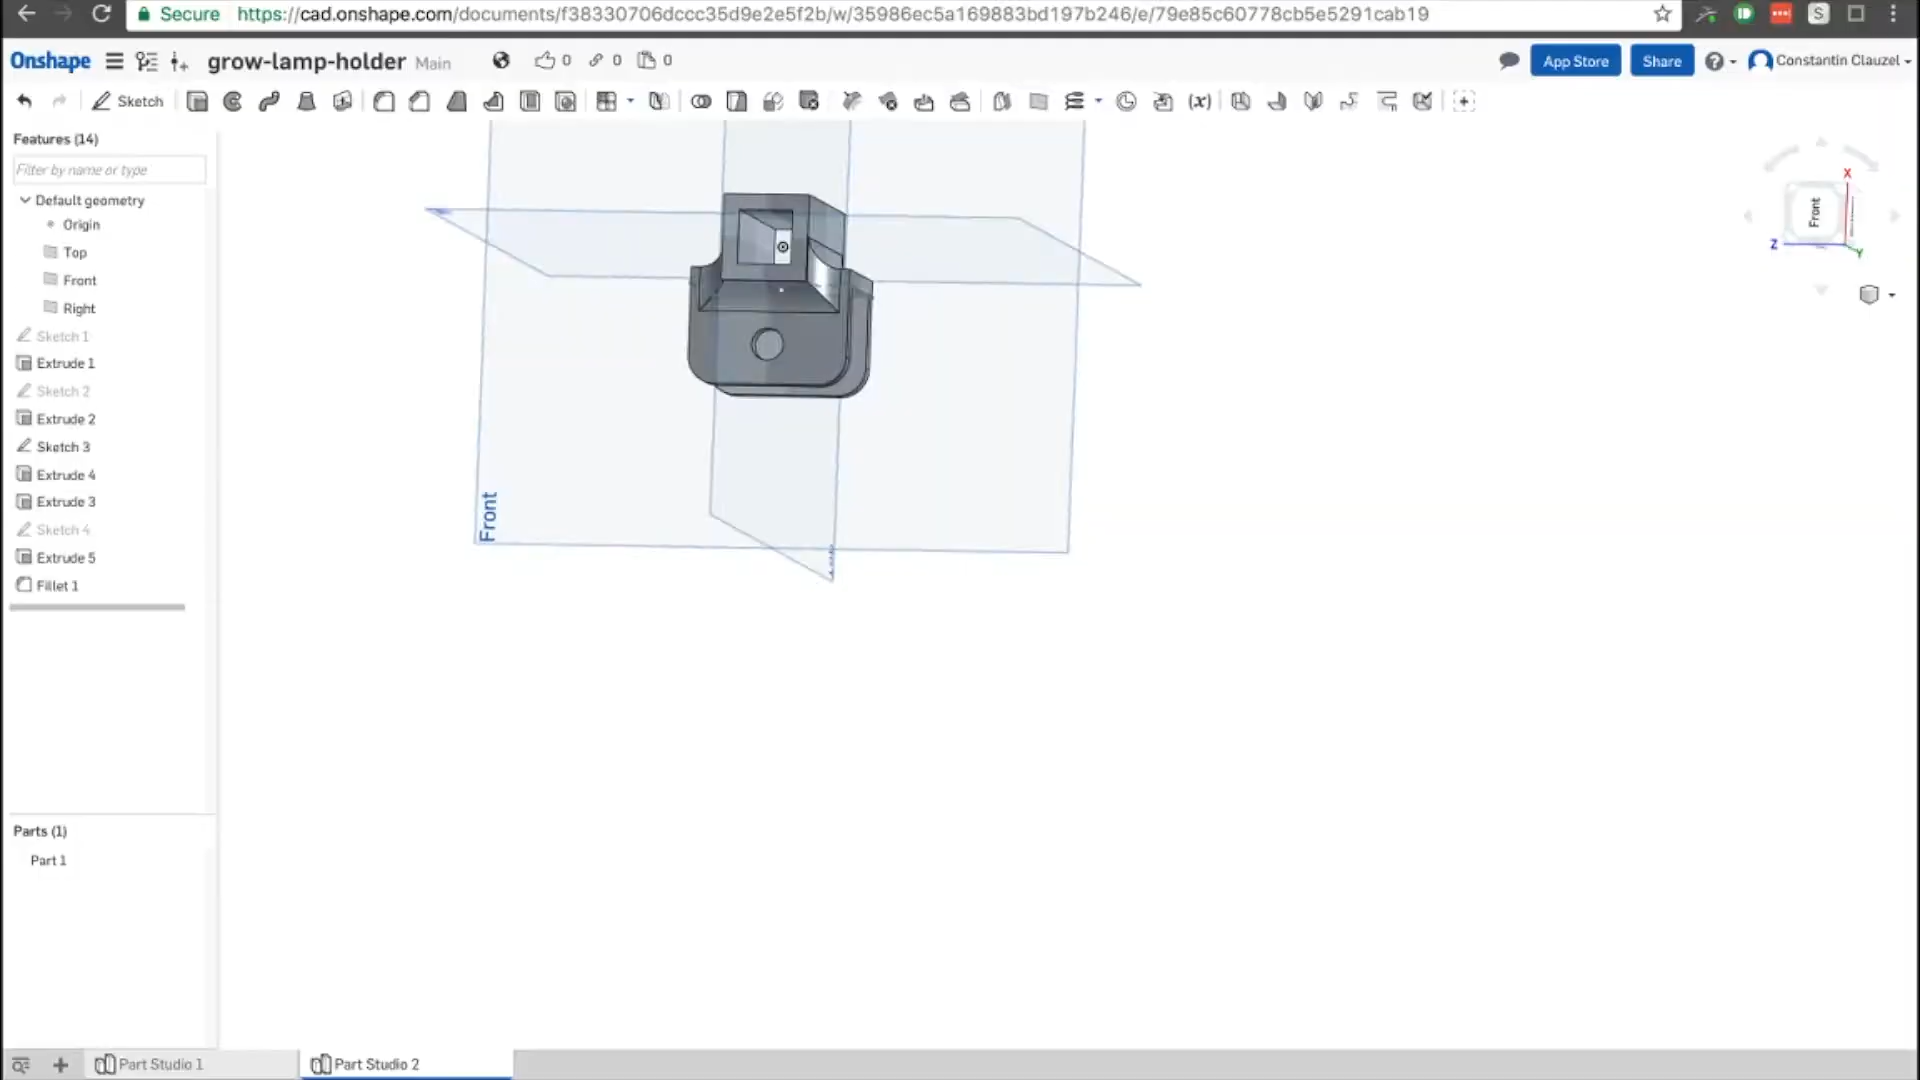 Secure https://cad.onshape.com/documents/f38330706dccc35d9e2e5f2b/w/35986ec5a169883bd197b246/e/79e85c60778cb5e5291cab19
S
Onshape grow-lamp-holder Main 0 0 0 App Store Share ? Constantin Clauzel
Sketch (x)
Features (14)
Filter by name or type
Default geometry
Origin
Top
Front
Right
Sketch 1
Extrude 1
Sketch 2
Extrude 2
Sketch 3
Extrude 4
Extrude 3
Sketch 4
Extrude 5
Fillet 1
Front
X
Front
Z
Y
Parts (1)
Part 1
Part Studio 1
Part Studio 2